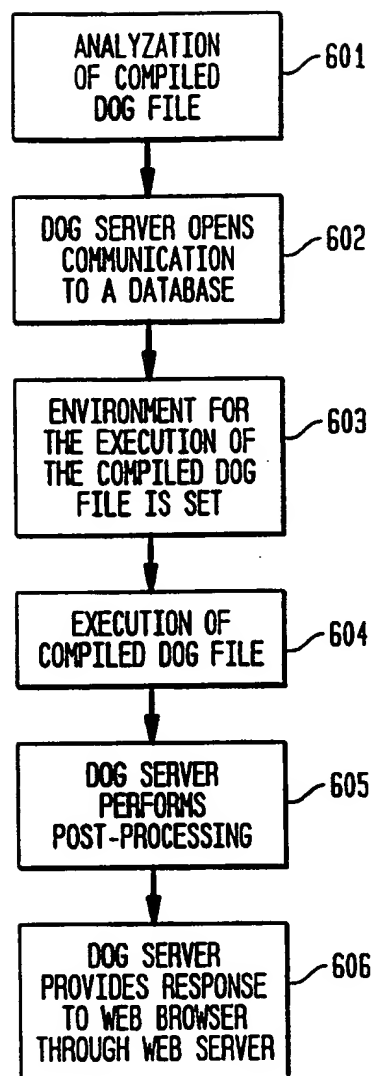 ANALYZATION
OF COMPILED
DOG FILE
601
DOG SERVER OPENS
COMMUNICATION
TO A DATABASE
602
ENVIRONMENT FOR
THE EXECUTION OF
THE COMPILED DOG
FILE IS SET
603
EXECUTION OF
COMPILED DOG FILE
604
DOG SERVER
PERFORMS
POST-PROCESSING
605
DOG SERVER
PROVIDES RESPONSE
TO WEB BROWSER
THROUGH WEB SERVER
606